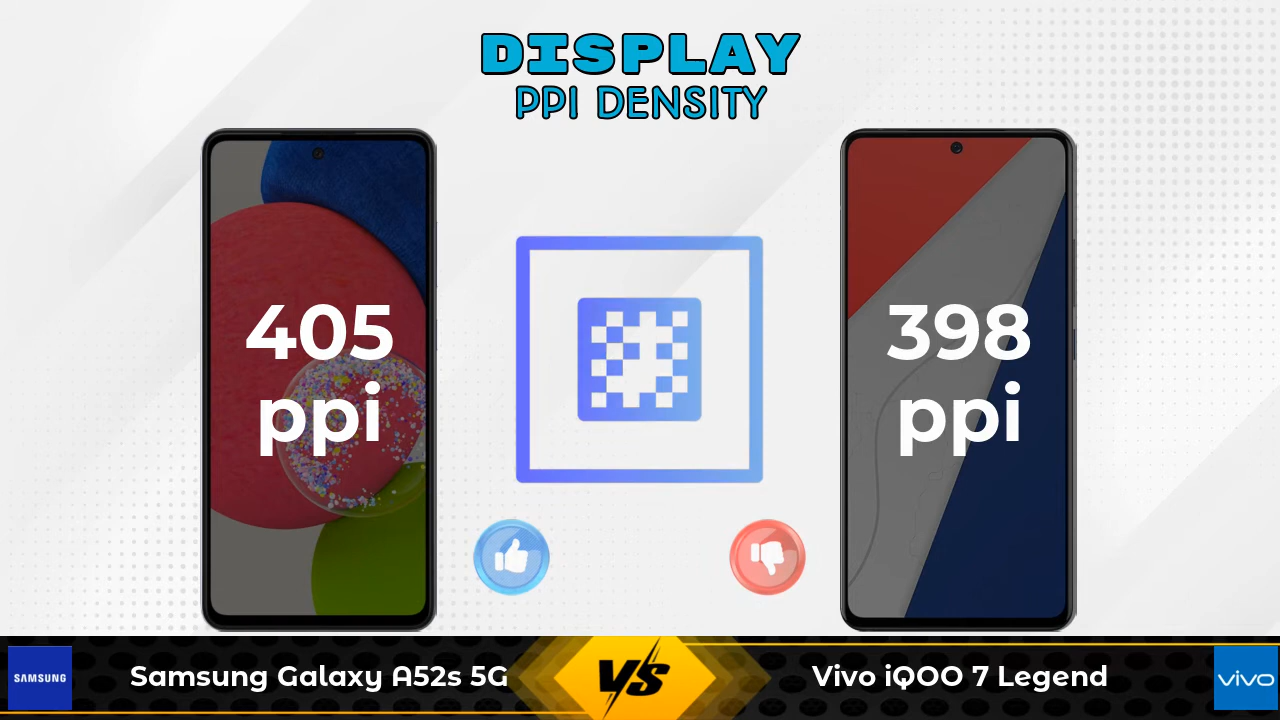 DISPLAY
PPI DENSITY
405
ppi
398
ppi
SAMSUNG
Samsung Galaxy A52s 5G
VS
Vivo iQOO 7 Legend
vivo